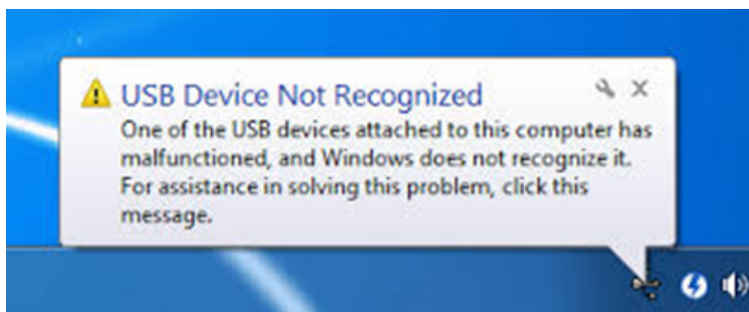 USB Device Not Recognized
One of the USB devices attached to this computer has
malfunctioned, and Windows does not recognize it.
For assistance in solving this problem, click this
message.